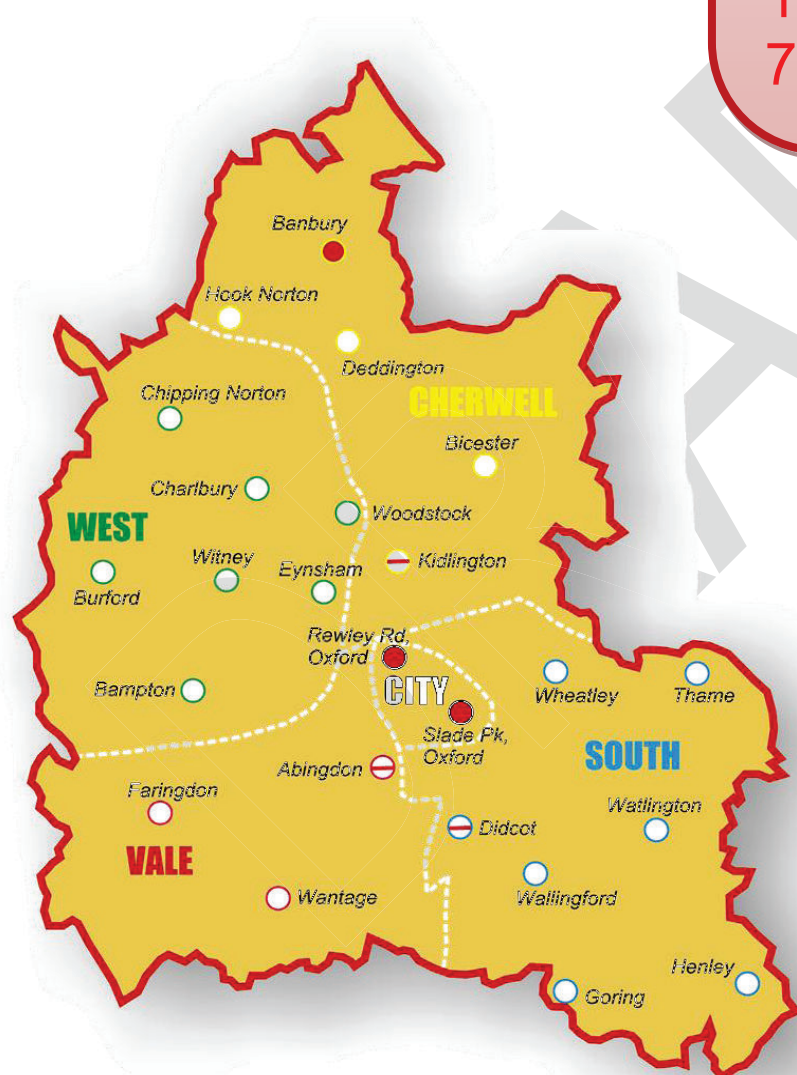 7
Banbury
Hook Norton
Deddington
Chipping Norton
CHERWELL
Bicester
Charlbury
WEST
Woodstock
Witney
Eynsham
Kidlington
Burford
Rewley Rd,
Oxford
CITY
Bampton
Wheatley
Thame
Slade Pk,
Oxford
SOUTH
Abingdon
Faringdon
Watlington
Didcot
VALE
Wantage
Wallingford
Henley
Goring